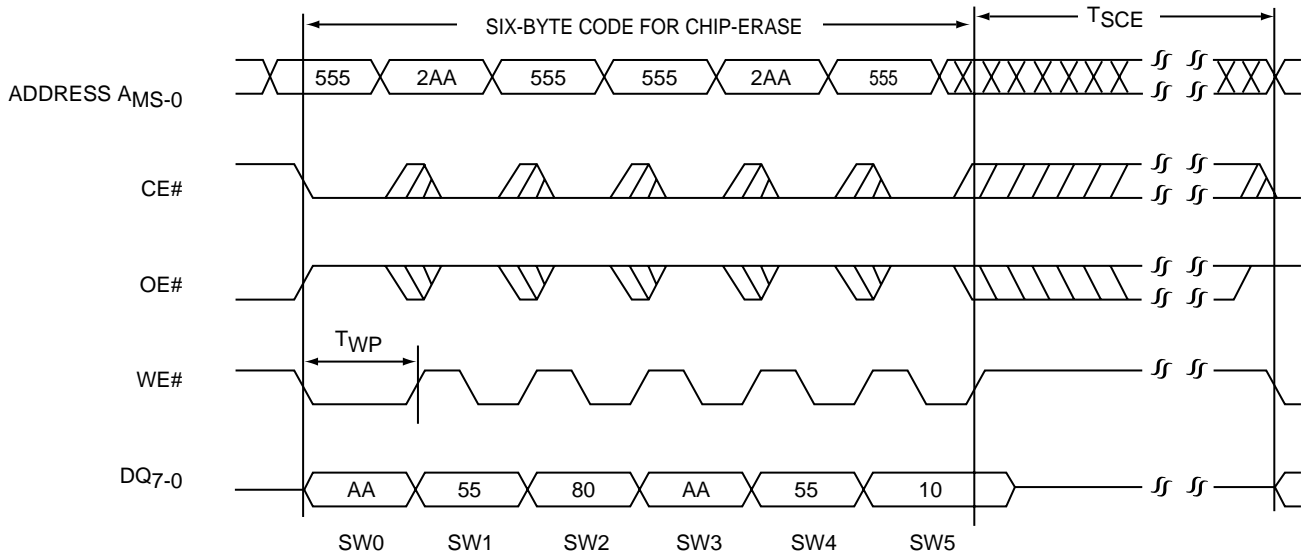 SIX-BYTE CODE FOR CHIP-ERASE TSCE
ADDRESS AMS-0 555 2AA 555 555 2AA 555
CE#
OE#
TWP
WE#
DQ7-0 AA 55 80 AA 55 10
SW0 SW1 SW2 SW3 SW4 SW5